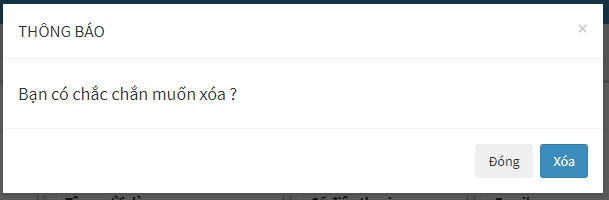 THÔNG BÁO ×
Bạn có chắc chắn muốn xóa ?
Đóng Xóa